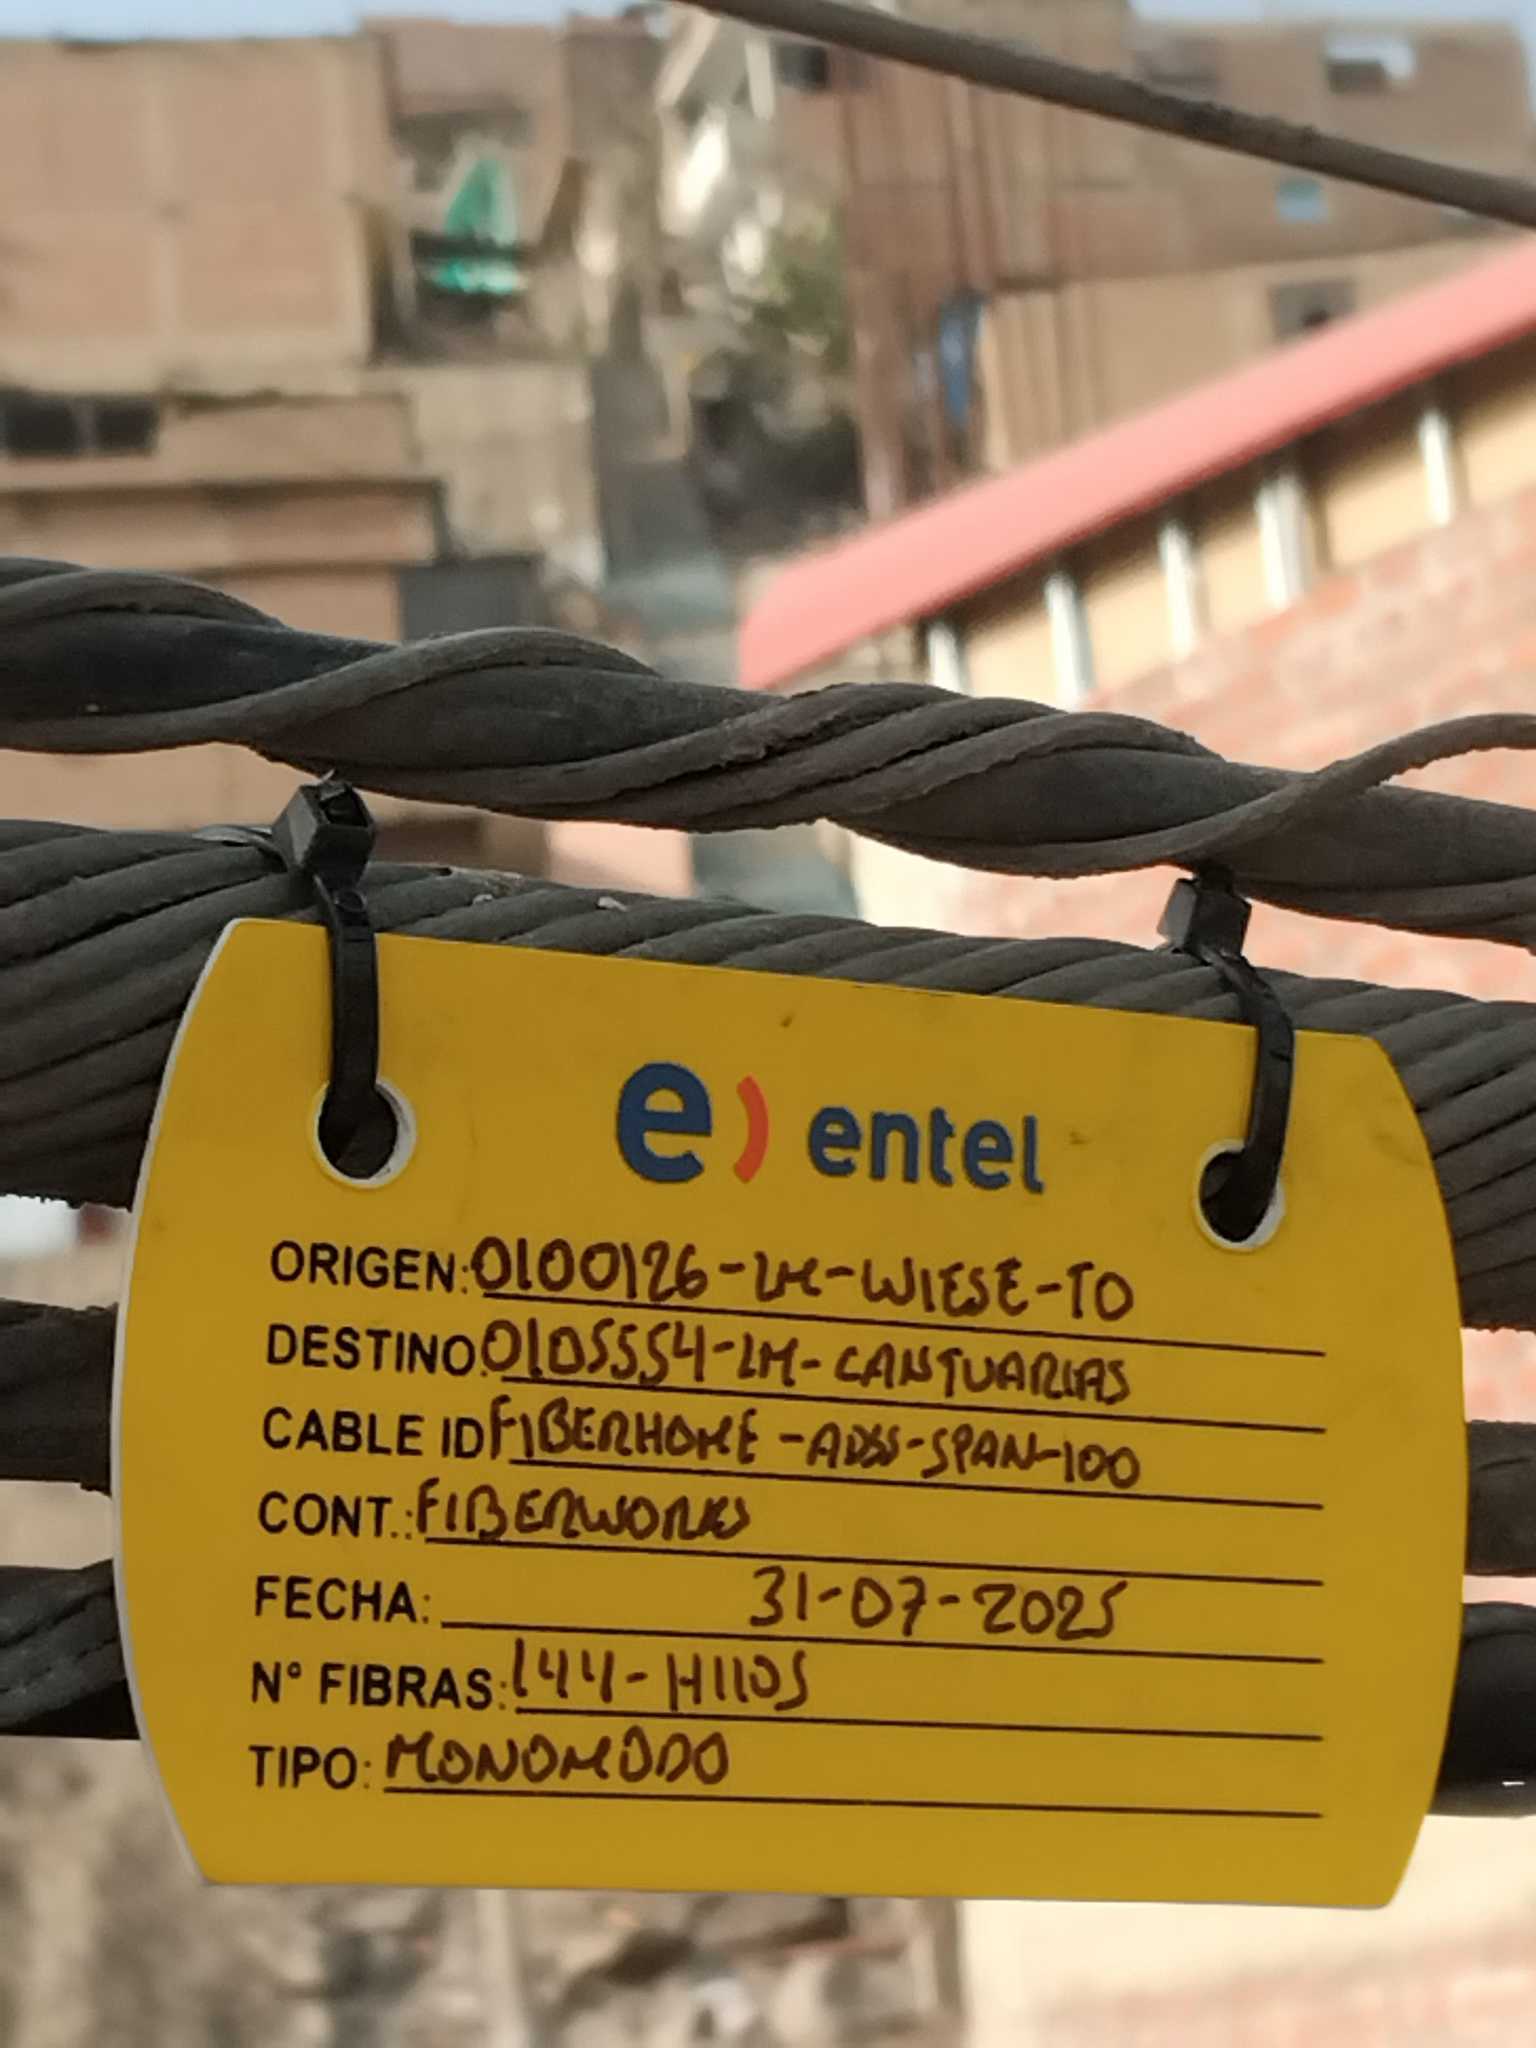 e) entel
ORIGEN: 0100126-LM-WIESE-TO
DESTINO: 0105554-LM-CANTUARIAS
CABLE ID FIBERHOME-ADSS-SPAN-100
CONT.: FIBERWORKS
FECHA: 31-07-2025
N° FIBRAS: 144-HILOS
TIPO: MONOMODO